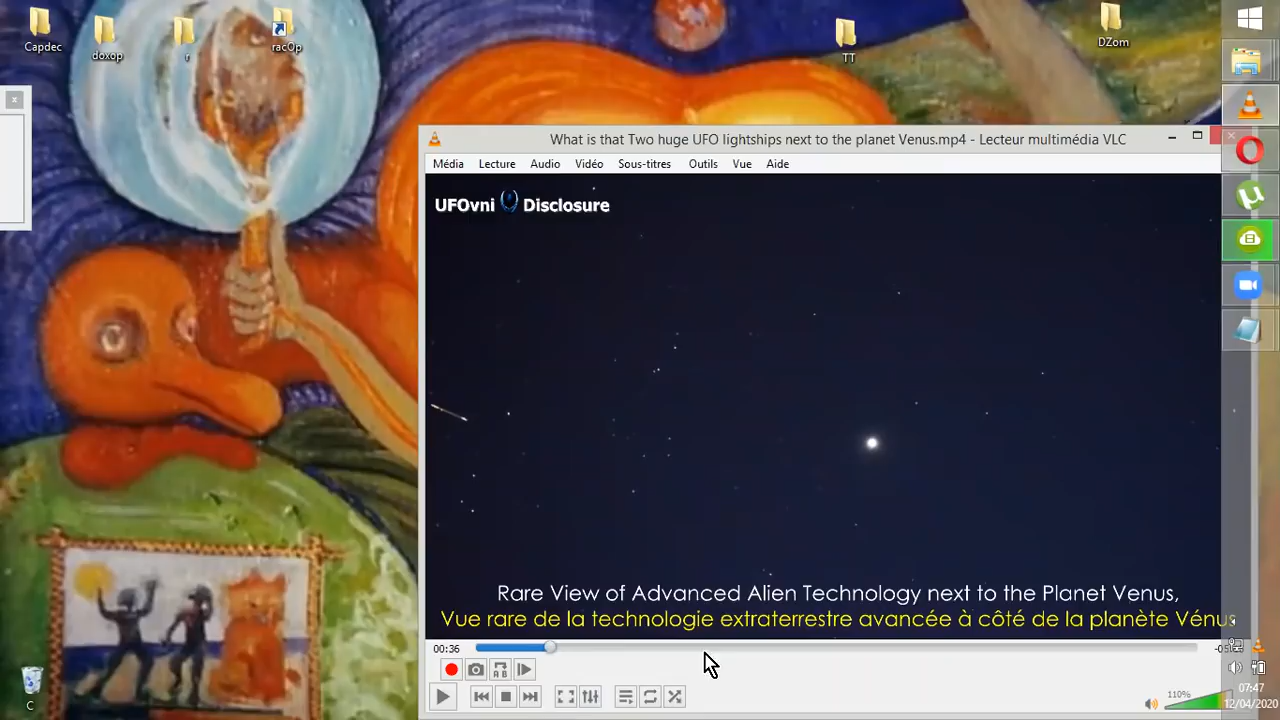 Capdec
doxop
r
racOp
TT
DZom
What is that Two huge UFO lightships next to the planet Venus.mp4 - Lecteur multimédia VLC
Média Lecture Audio Vidéo Sous-titres Outils Vue Aide
UFOvni Disclosure
Rare View of Advanced Alien Technology next to the Planet Venus,
Vue rare de la technologie extraterrestre avancée à côté de la planète Vénus
00:36
A B
110%
07:47
12/04/2020
C